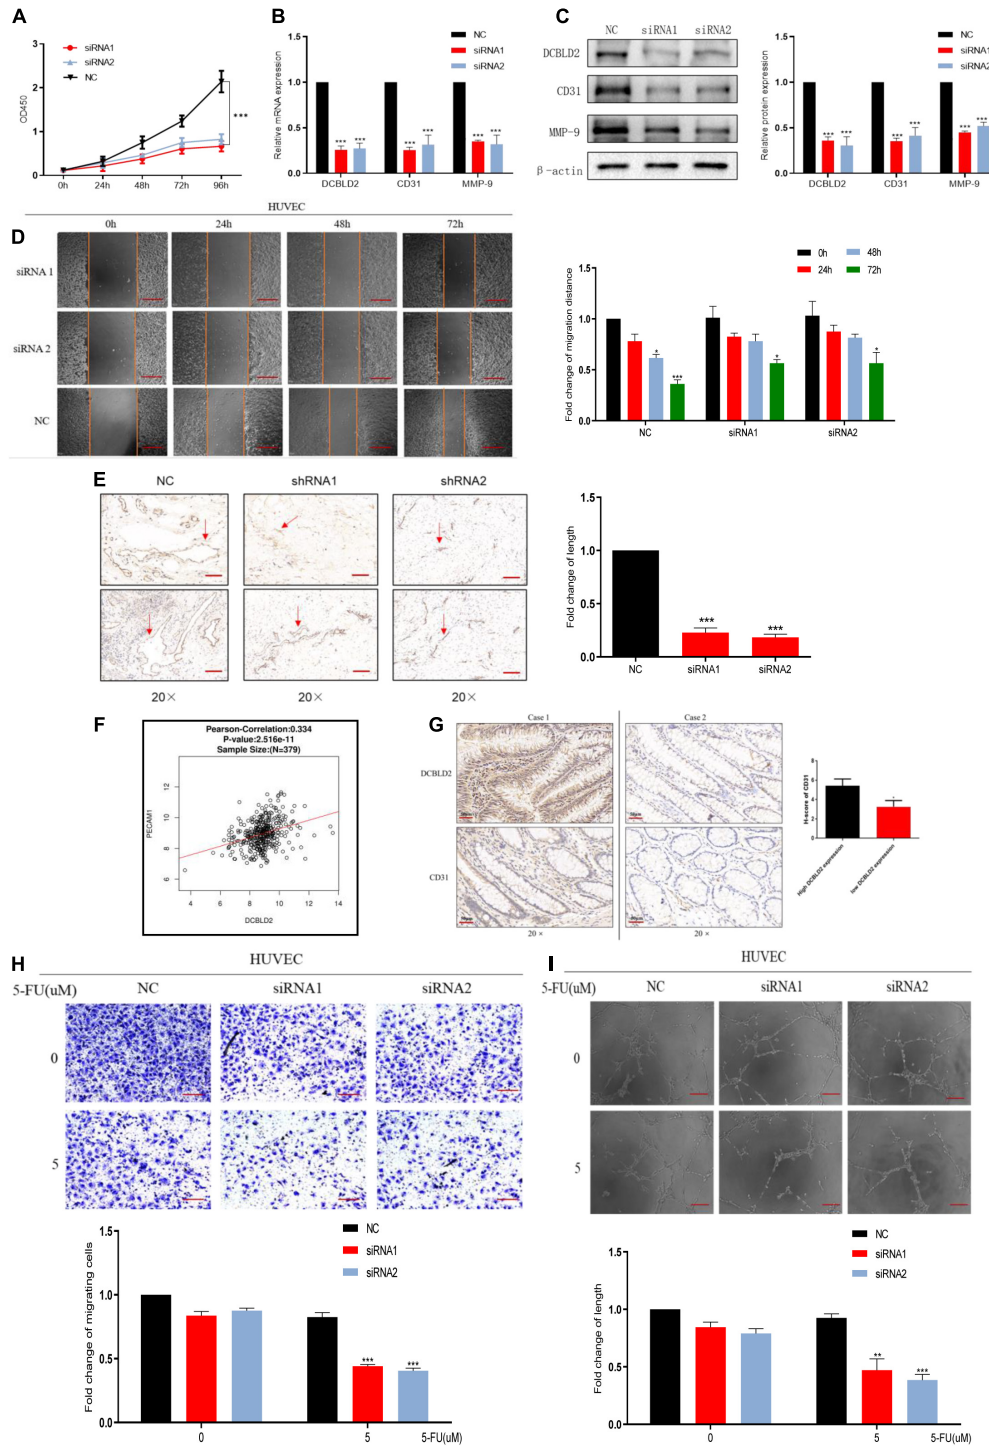 A
siRNA1
siRNA2
NC
OD450
3
2
1
0
0h 24h 48h 72h 96h
***
B
NC
siRNA1
siRNA2
Relative mRNA expression
1.5
1.0
0.5
0.0
*** *** *** *** *** ***
DCBLD2 CD31 MMP-9
C
NC siRNA1 siRNA2
DCBLD2
CD31
MMP-9
β-actin
NC
siRNA1
siRNA2
Relative protein expression
1.5
1.0
0.5
0.0
*** *** *** *** *** ***
DCBLD2 CD31 MMP-9
D
HUVEC
0h 24h 48h 72h
siRNA 1
siRNA 2
NC
0h 48h
24h 72h
Fold change of migration distance
1.5
1.0
0.5
0.0
* *** * *
NC siRNA1 siRNA2
E
NC shRNA1 shRNA2
20× 20× 20×
Fold change of length
1.5
1.0
0.5
0.0
*** ***
NC siRNA1 siRNA2
F
Pearson-Correlation:0.334
P-value:2.516e-11
Sample Size:(N=379)
PECAM1
12
10
8
6
4 6 8 10 12 14
DCBLD2
G
Case 1 Case 2
DCBLD2
CD31
20 × 20 ×
H-score of CD31
8
6
4
2
0
High DCBLD2 expression
low DCBLD2 expression
H
HUVEC
5-FU(uM) NC siRNA1 siRNA2
0
5
NC
siRNA1
siRNA2
Fold change of migrating cells
1.5
1.0
0.5
0.0
*** ***
0 5 5-FU(uM)
I
HUVEC
5-FU(uM) NC siRNA1 siRNA2
0
5
NC
siRNA1
siRNA2
Fold change of length
1.5
1.0
0.5
0.0
** ***
0 5 5-FU(uM)